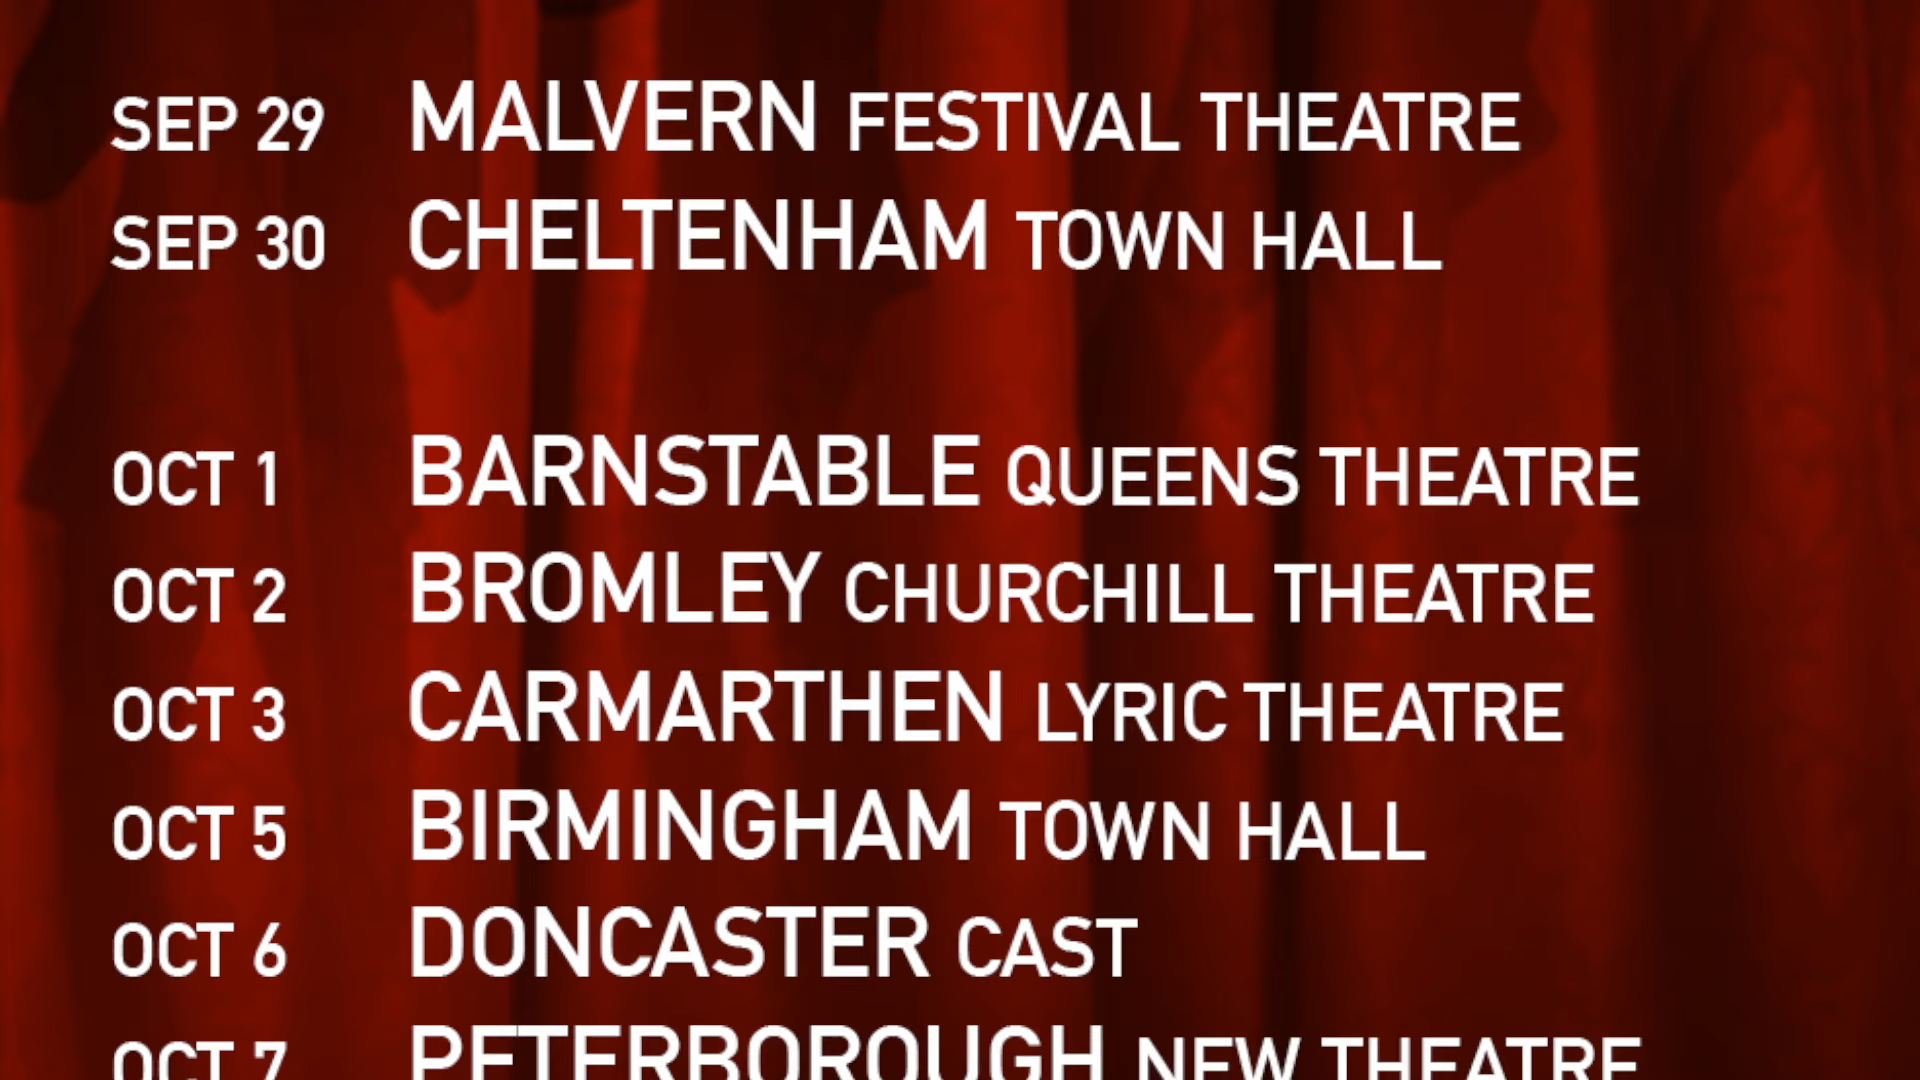 SEP 29 MALVERN FESTIVAL THEATRE
SEP 30 CHELTENHAM TOWN HALL
OCT 1 BARNSTABLE QUEENS THEATRE
OCT 2 BROMLEY CHURCHILL THEATRE
OCT 3 CARMARTHEN LYRIC THEATRE
OCT 5 BIRMINGHAM TOWN HALL
OCT 6 DONCASTER CAST
OCT 7 PETERBOROUGH NEW THEATRE